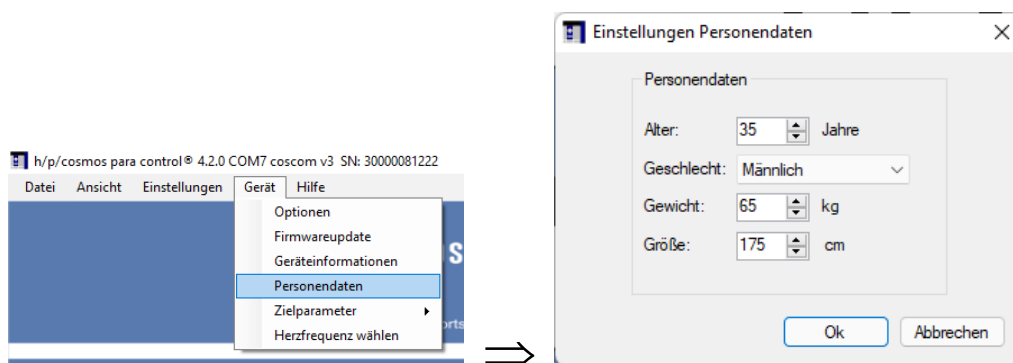 h/p/cosmos para control® 4.2.0 COM7 coscom v3 SN: 30000081222
Datei Ansicht Einstellungen Gerät Hilfe
Optionen
Firmwareupdate
Geräteinformationen
Personendaten
Zielparameter
Herzfrequenz wählen
⇒
Einstellungen Personendaten
Personendaten
Alter: 35 Jahre
Geschlecht: Männlich
Gewicht: 65 kg
Größe: 175 cm
Ok Abbrechen